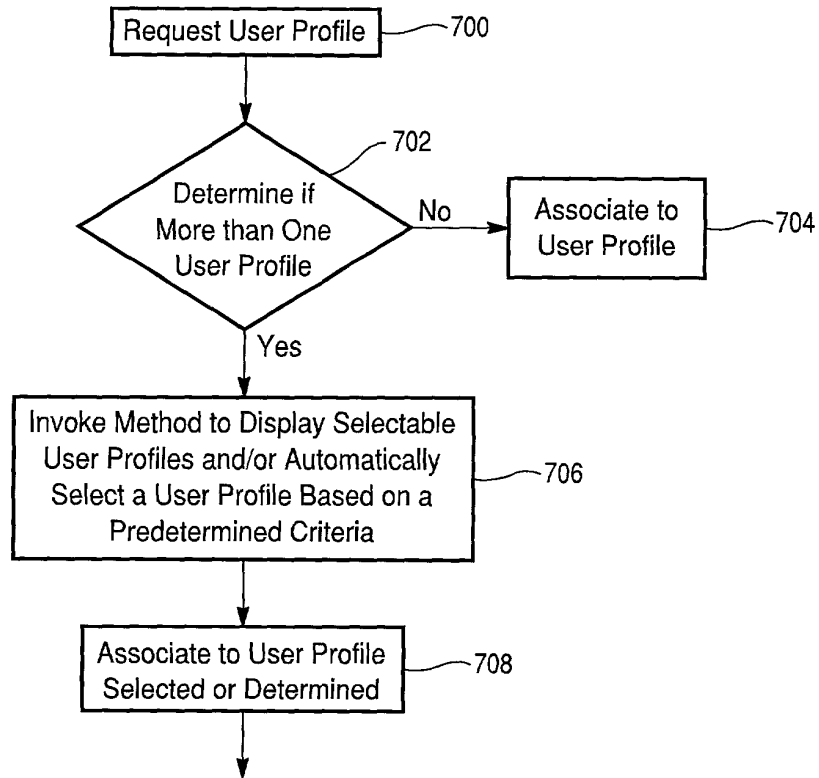 Request User Profile
700
702
Determine if
More than One
User Profile
No
Associate to
User Profile
704
Yes
Invoke Method to Display Selectable
User Profiles and/or Automatically
Select a User Profile Based on a
Predetermined Criteria
706
Associate to User Profile
Selected or Determined
708